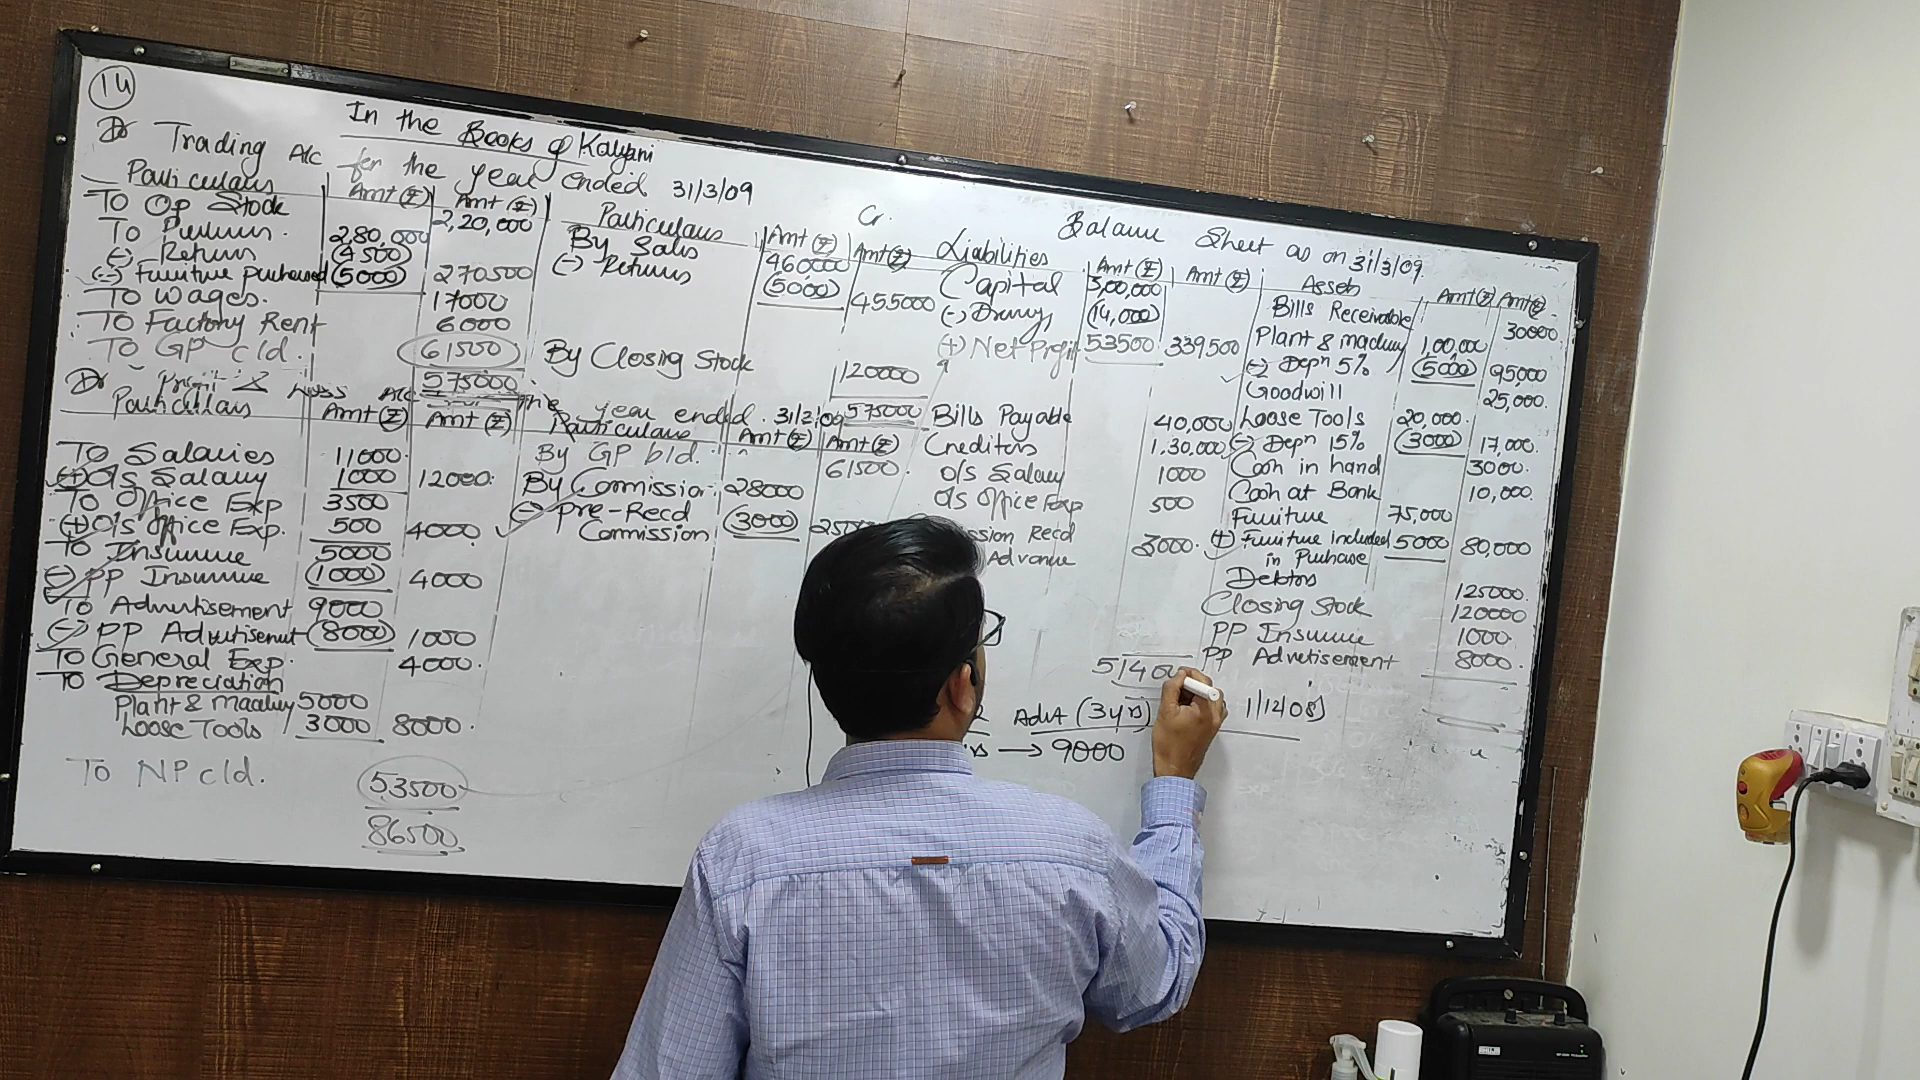 14
In the Books of Kalyani
Dr Trading A/c for the year ended 31/3/09 Cr.
Particulars Amt (₹) Amt (₹) Particulars Amt (₹) Amt (₹)
To Op Stock 2,20,000 By Sales 460000
To Purhns. 2,80,000 (-) Returns (5000) 455000
(-) Returns (4500)
(-) Furniture purchased (5000) 270500
To Wages. 17000
To Factory Rent 6000
To GP c/d. 61500 By Closing Stock 120000
575000 575000
Dr Profit & Loss A/c the year ended. 31/3/09
Particulars Amt (₹) Amt (₹) Particulars Amt (₹) Amt (₹)
To Salaries 11000 By GP b/d. 61500
(+) O/s Salary 1000 12000 By Commission 28000
To Office Exp 3500 (-) Pre-Recd
(+) O/s Office Exp. 500 4000 Commission (3000)
To Insurance 5000
(-) PP Insurance (1000) 4000
To Advertisement 9000
(-) PP Advertisement (8000) 1000
To General Exp. 4000
To Depreciation
Plant & Machinery 5000
Loose Tools 3000 8000
To NP c/d. 53500
86500
Balance Sheet as on 31/3/09
Liabilities Amt (₹) Amt (₹) Assets Amt (₹) Amt (₹)
Capital 3,00,000 Bills Receivable 30000
(-) Drawings (14,000) Plant & Machinery 1,00,000
(+) Net Profit 53500 339500 (-) Depn 5% (5000) 95000
Goodwill 25,000
Bills Payable 40,000 Loose Tools 20,000
Creditors 1,30,000 (-) Depn 15% (3000) 17,000
O/s Salary 1000 Cash in hand 3000
O/s Office Exp 500 Cash at Bank 10,000
ssion Recd Furniture 75,000
Advance 3000 (+) Furniture included in Purchase 5000 80,000
Debtors 125000
Closing Stock 120000
PP Insurance 1000
PP Advertisement 8000
5140
Advt (3yrs) 1/12/08)
→ 9000